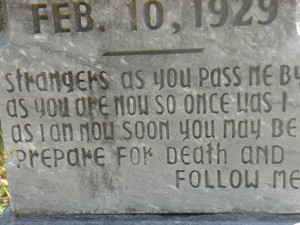 FEB. 10, 1929
Strangers as you pass me by
as you are now so once was I
as I am now soon you may be
prepare for death and
follow me